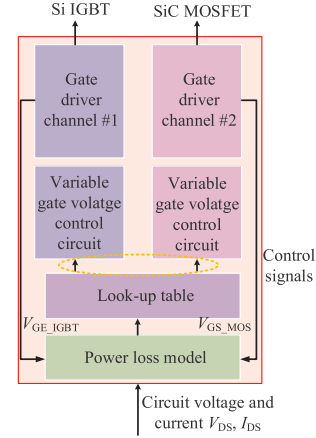 Si IGBT
SiC MOSFET
Gate
driver
channel #1
Gate
driver
channel #2
Variable
gate volatge
control
circuit
Variable
gate volatge
control
circuit
Control
signals
Look-up table
V_GE_IGBT
V_GS_MOS
Power loss model
Circuit voltage and
current V_DS, I_DS